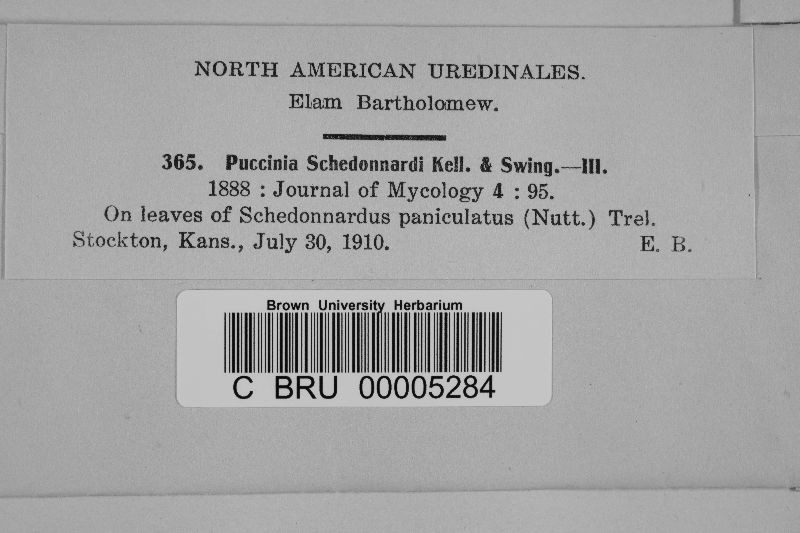 NORTH AMERICAN UREDINALES.
Elam Bartholomew.
365. Puccinia Schedonnardi Kell. & Swing.—III.
1888 : Journal of Mycology 4 : 95.
On leaves of Schedonnardus paniculatus (Nutt.) Trel.
Stockton, Kans., July 30, 1910. E. B.
Brown University Herbarium
C BRU 00005284